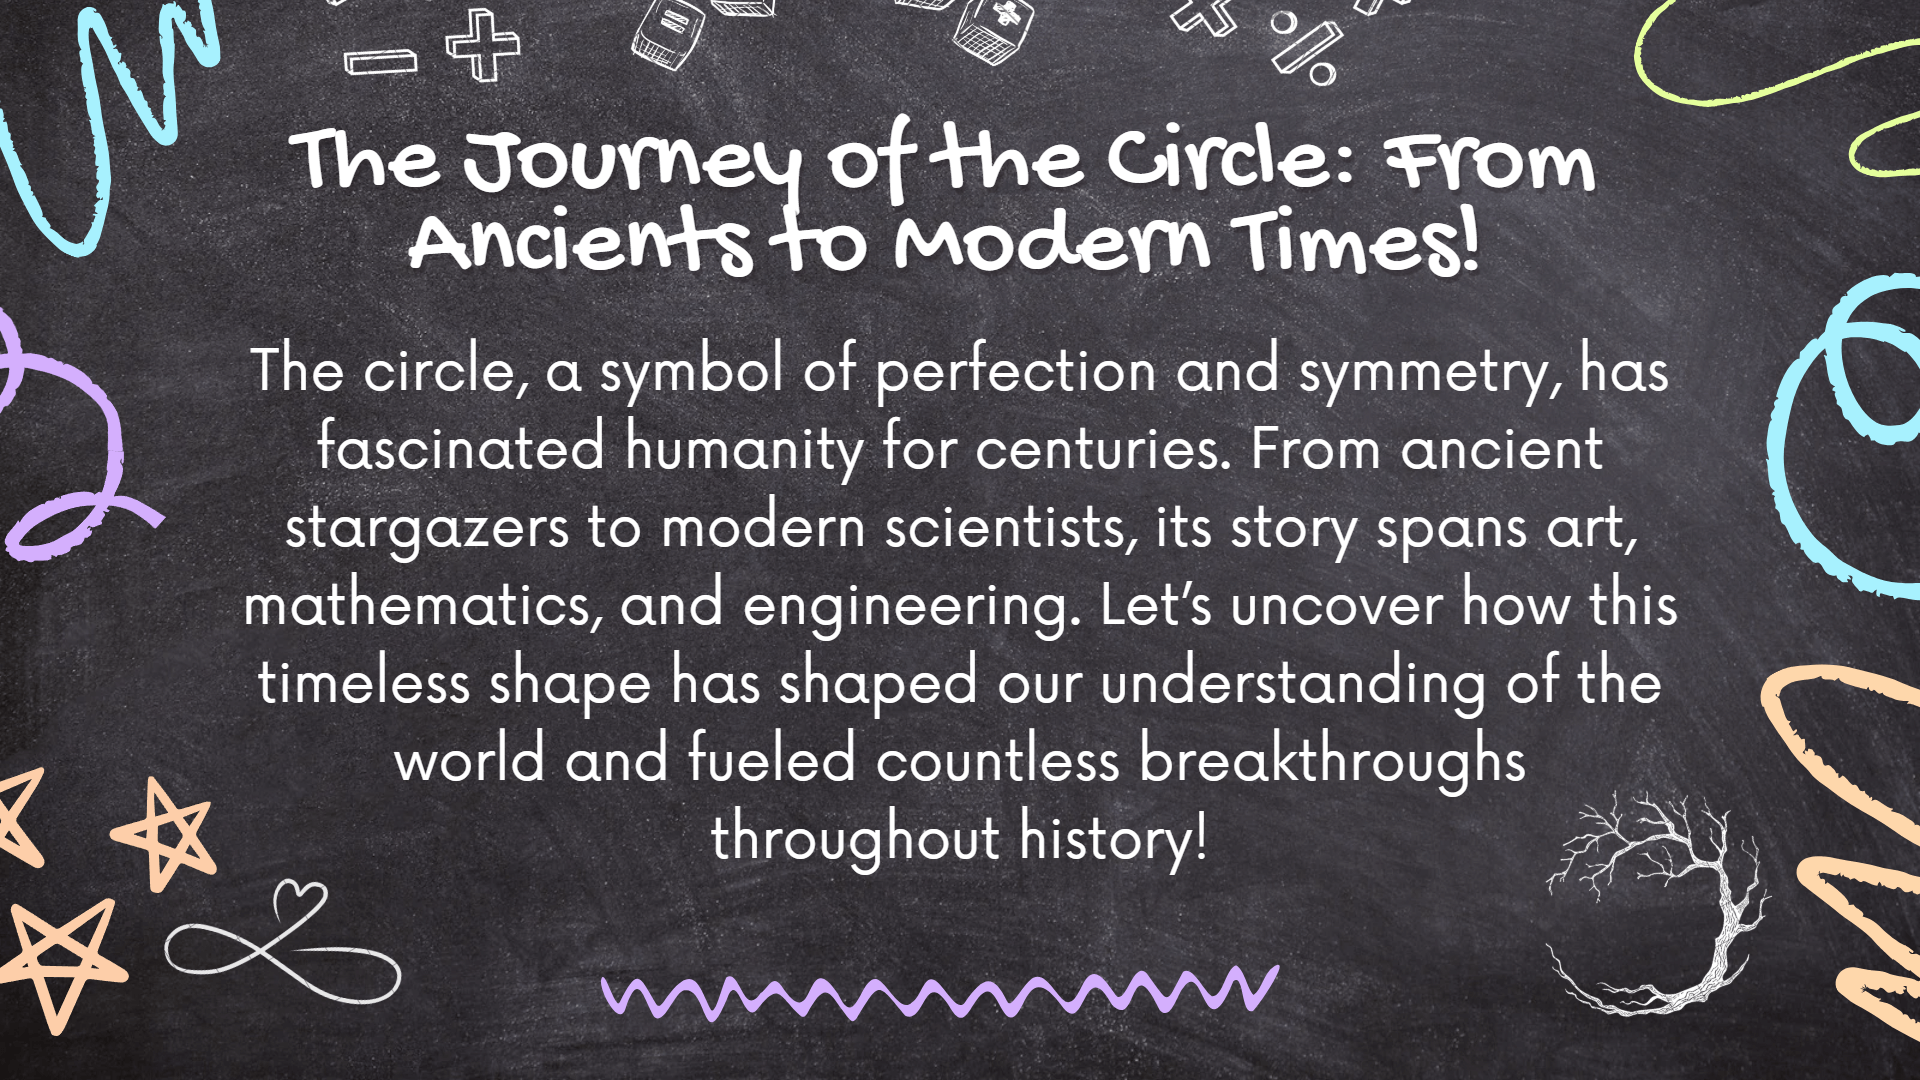 The Journey of the Circle: From
Ancients to Modern Times!
The circle, a symbol of perfection and symmetry, has
fascinated humanity for centuries. From ancient
stargazers to modern scientists, its story spans art,
mathematics, and engineering. Let’s uncover how this
timeless shape has shaped our understanding of the
world and fueled countless breakthroughs
throughout history!